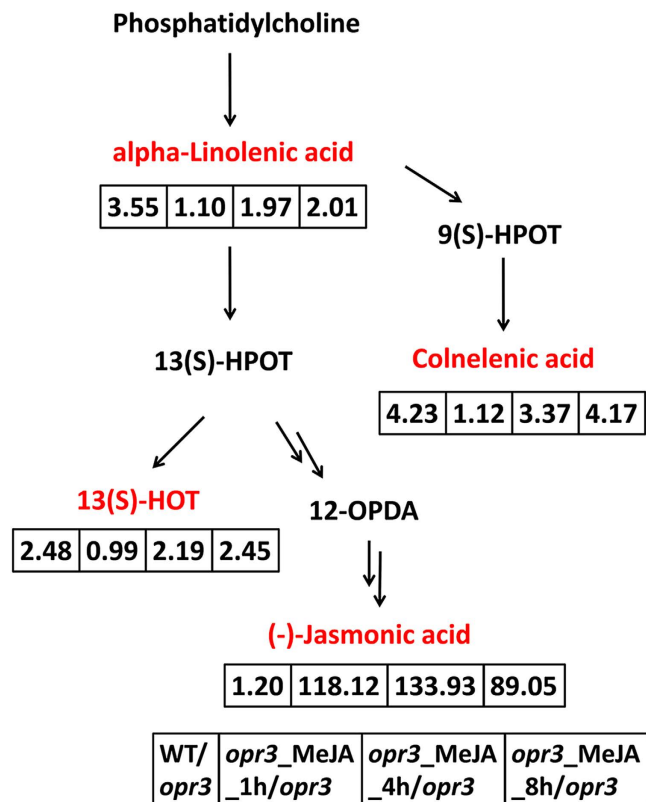 Phosphatidylcholine
alpha-Linolenic acid
3.55 1.10 1.97 2.01
9(S)-HPOT
13(S)-HPOT
Colnelenic acid
4.23 1.12 3.37 4.17
13(S)-HOT
2.48 0.99 2.19 2.45
12-OPDA
(-)-Jasmonic acid
1.20 118.12 133.93 89.05
WT/ opr3_MeJA opr3_MeJA opr3_MeJA
opr3 _1h/opr3 _4h/opr3 _8h/opr3